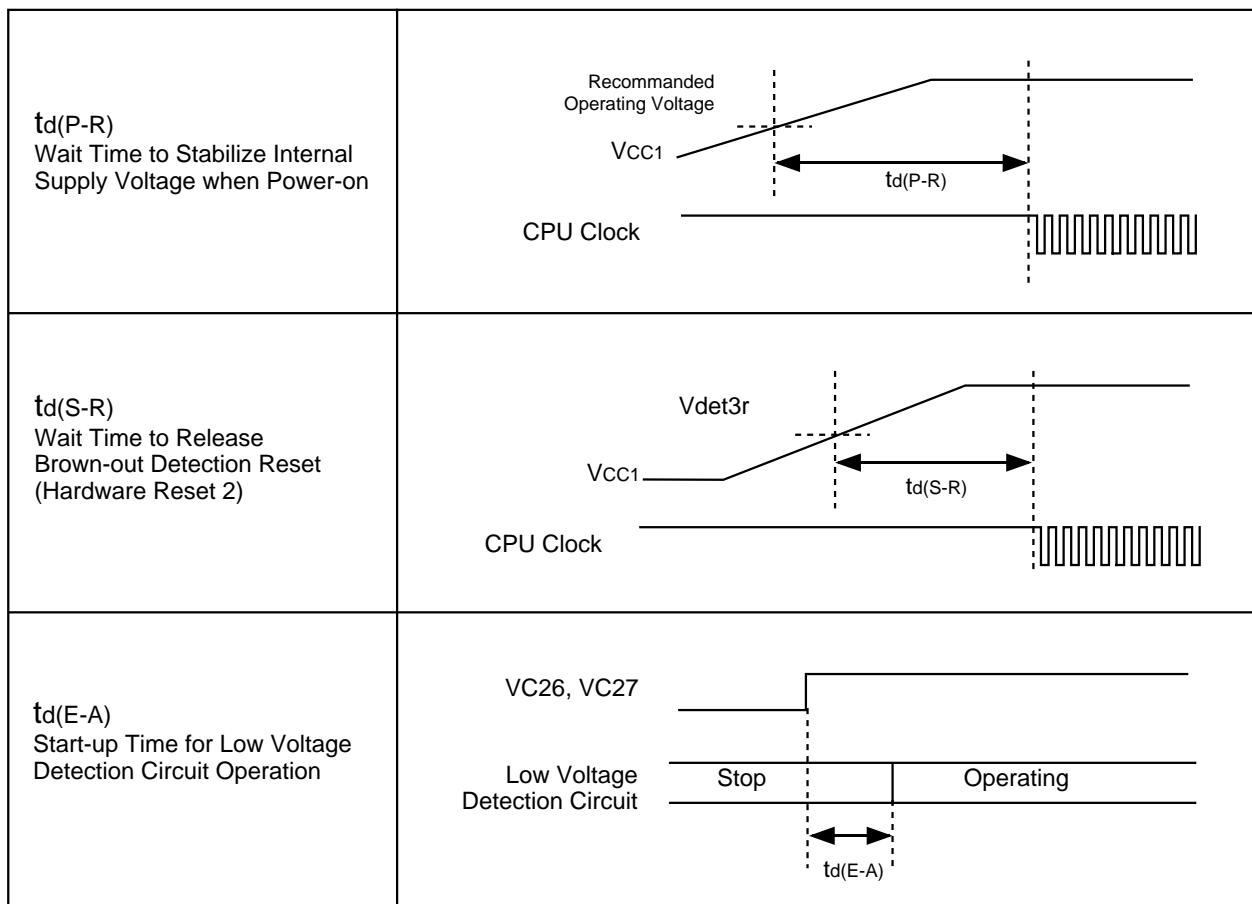 td(P-R)
Wait Time to Stabilize Internal
Supply Voltage when Power-on
Recommanded
Operating Voltage
VCC1
td(P-R)
CPU Clock
td(S-R)
Wait Time to Release
Brown-out Detection Reset
(Hardware Reset 2)
Vdet3r
VCC1
td(S-R)
CPU Clock
td(E-A)
Start-up Time for Low Voltage
Detection Circuit Operation
VC26, VC27
Low Voltage
Detection Circuit
Stop
Operating
td(E-A)